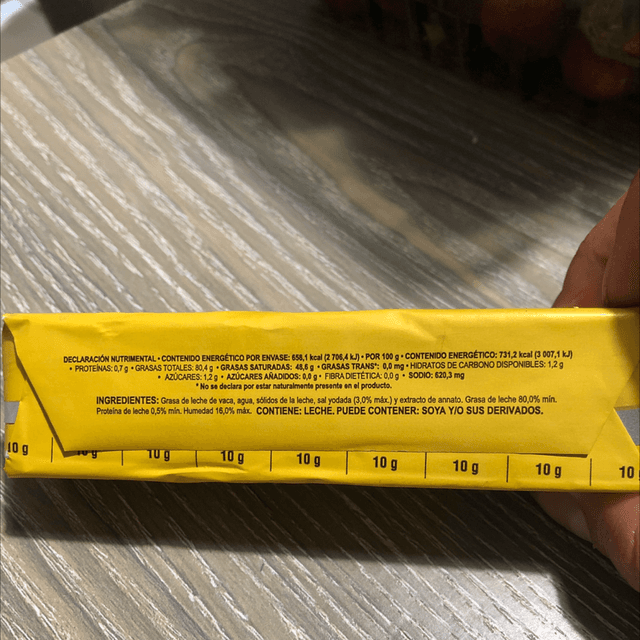 DECLARACIÓN NUTRIMENTAL • CONTENIDO ENERGÉTICO POR ENVASE: 658,1 kcal (2 706,4 kJ) • POR 100 g • CONTENIDO ENERGÉTICO: 731,2 kcal (3 007,1 kJ)
• PROTEÍNAS: 0,7 g • GRASAS TOTALES: 80,4 g • GRASAS SATURADAS: 48,6 g • GRASAS TRANS*: 0,0 mg • HIDRATOS DE CARBONO DISPONIBLES: 1,2 g
• AZÚCARES: 1,2 g • AZÚCARES AÑADIDOS: 0,0 g • FIBRA DIETÉTICA: 0,0 g • SODIO: 620,3 mg
* No se declara por estar naturalmente presente en el producto.
INGREDIENTES: Grasa de leche de vaca, agua, sólidos de la leche, sal yodada (3,0% máx.) y extracto de annato. Grasa de leche 80,0% mín.
Proteína de leche 0,5% mín. Humedad 16,0% máx. CONTIENE: LECHE. PUEDE CONTENER: SOYA Y/O SUS DERIVADOS.
10 g 10 g 10 g 10 g 10 g 10 g 10 g 10